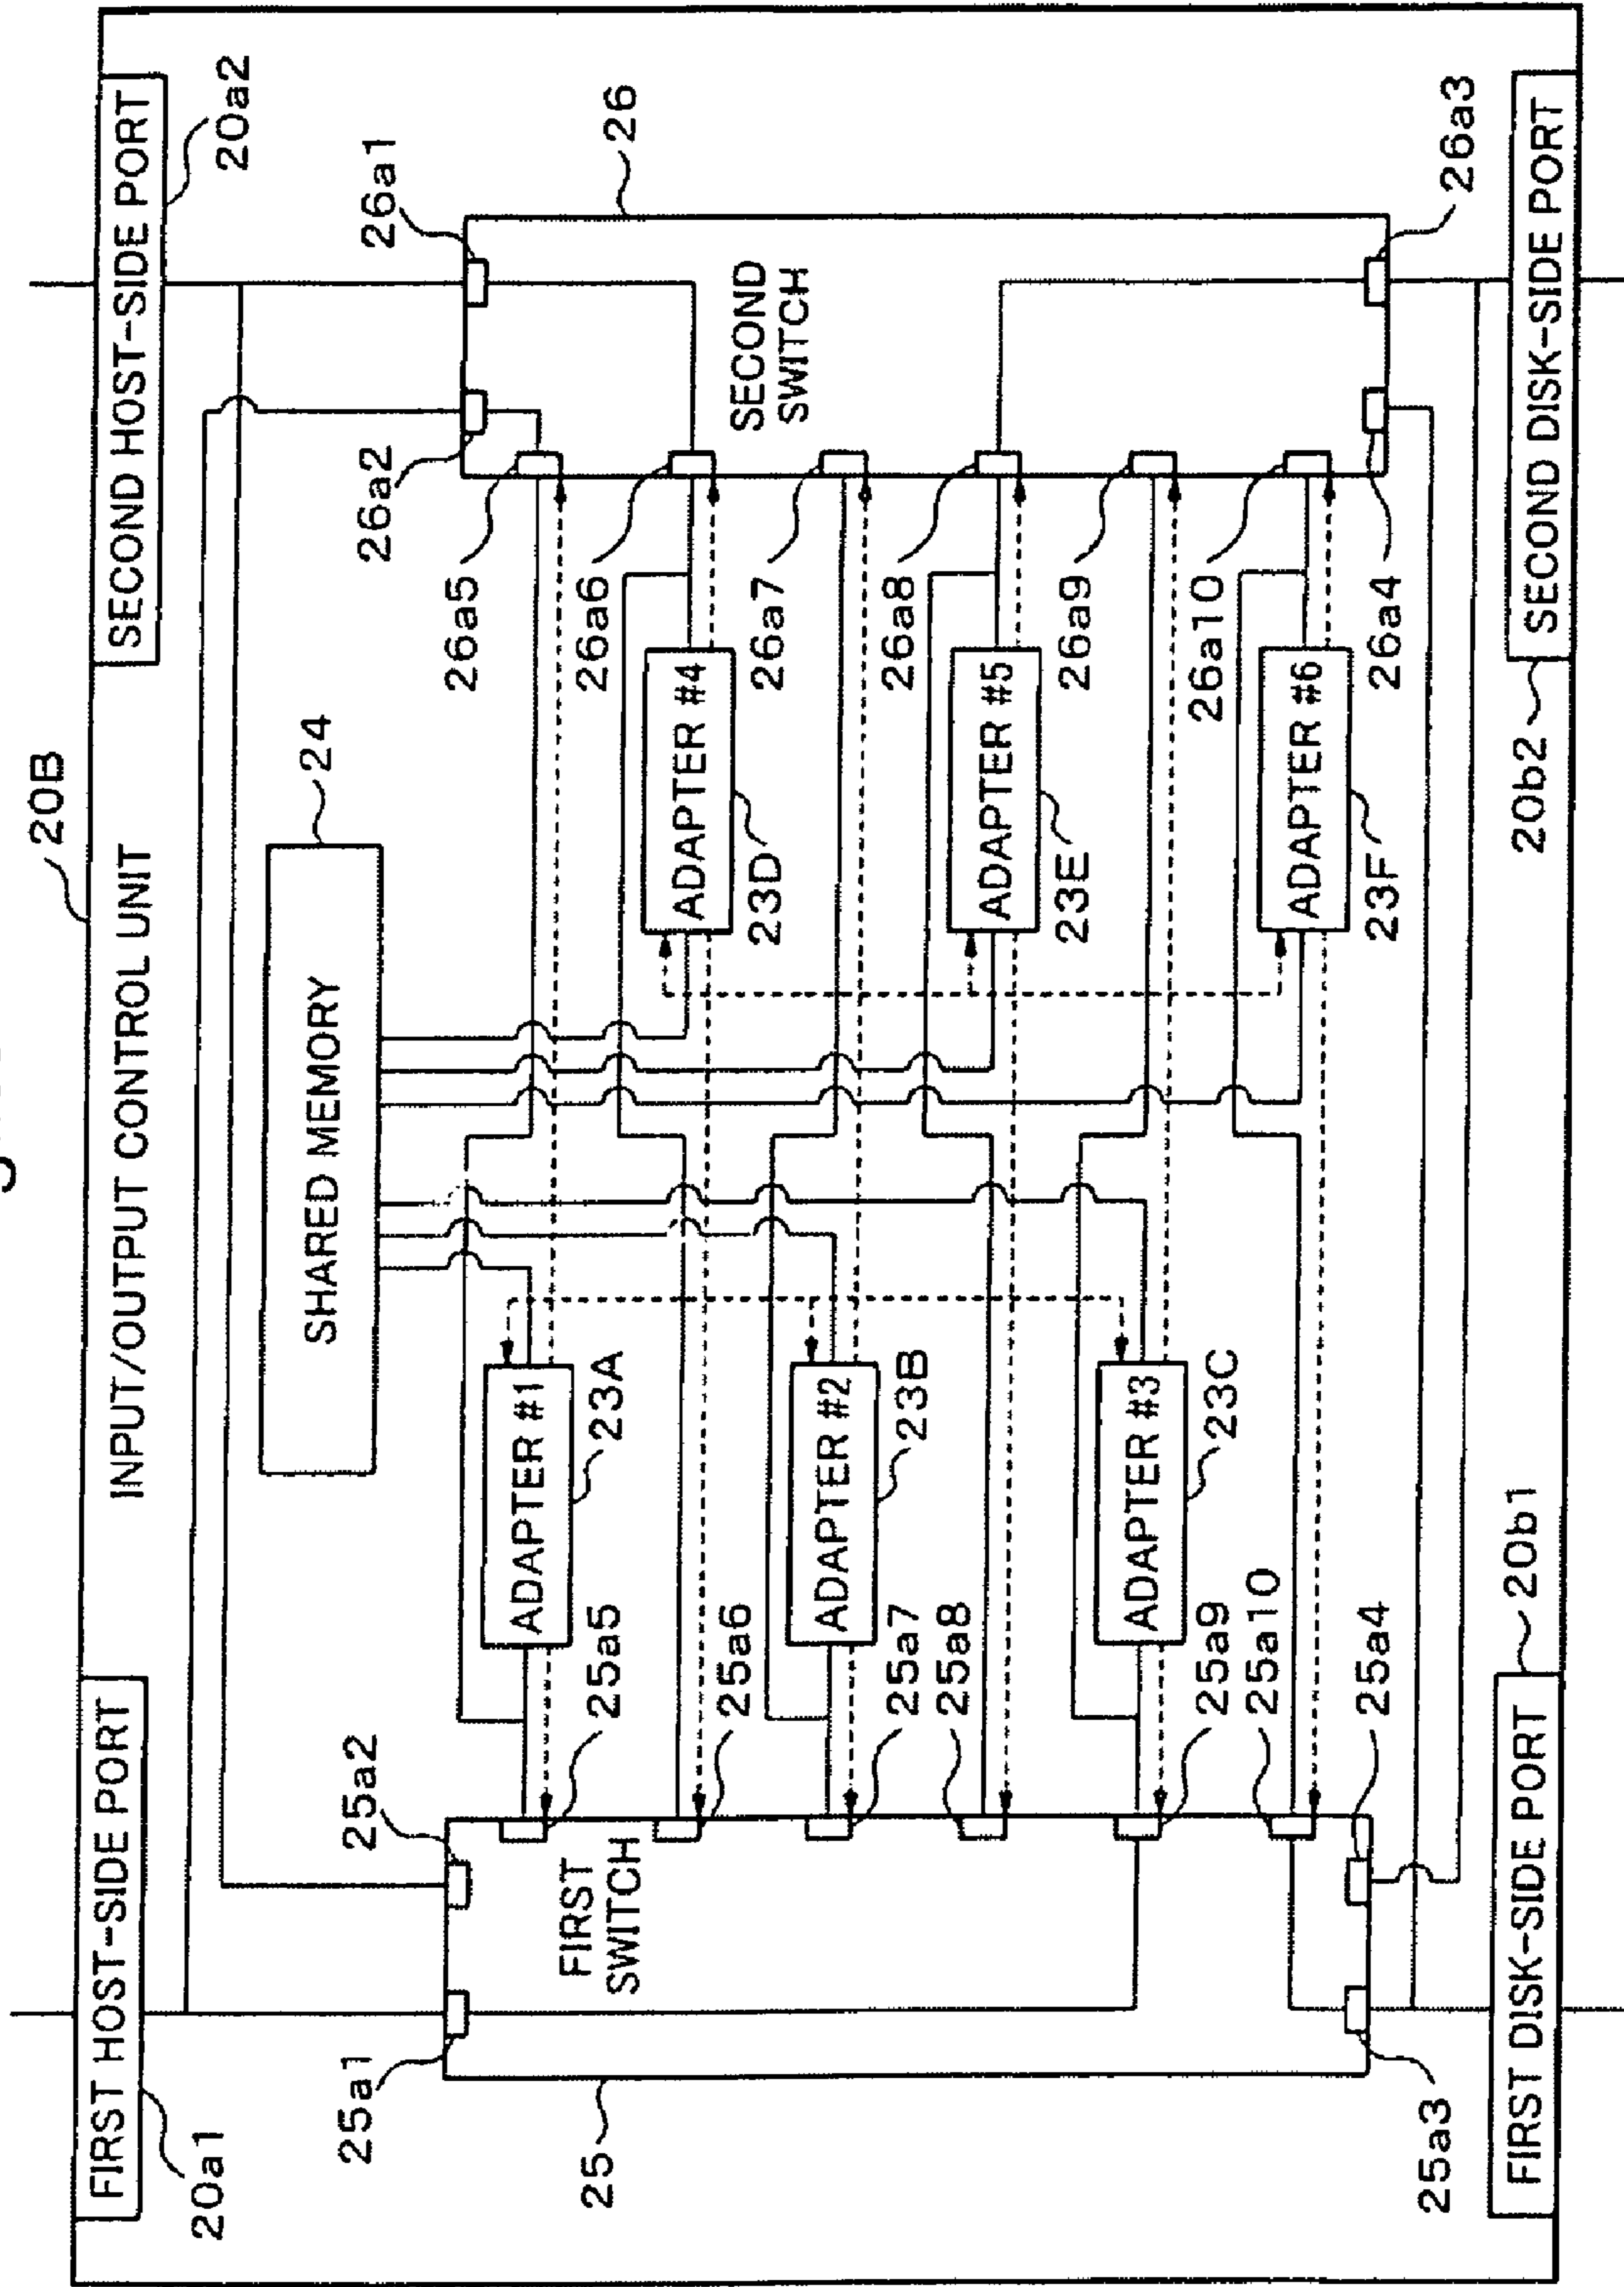 20B
INPUT/OUTPUT CONTROL UNIT
FIRST HOST-SIDE PORT
20a1
SECOND HOST-SIDE PORT
20a2
24
SHARED MEMORY
25a1
25a2
26a2
26a1
25
FIRST
SWITCH
26
SECOND
SWITCH
25a5
ADAPTER #1
23A
26a5
25a6
ADAPTER #4
23D
26a6
25a7
ADAPTER #2
23B
26a7
25a8
ADAPTER #5
23E
26a8
25a9
ADAPTER #3
23C
26a9
25a10
ADAPTER #6
23F
26a10
25a3
25a4
26a4
26a3
FIRST DISK-SIDE PORT
20b1
20b2
SECOND DISK-SIDE PORT